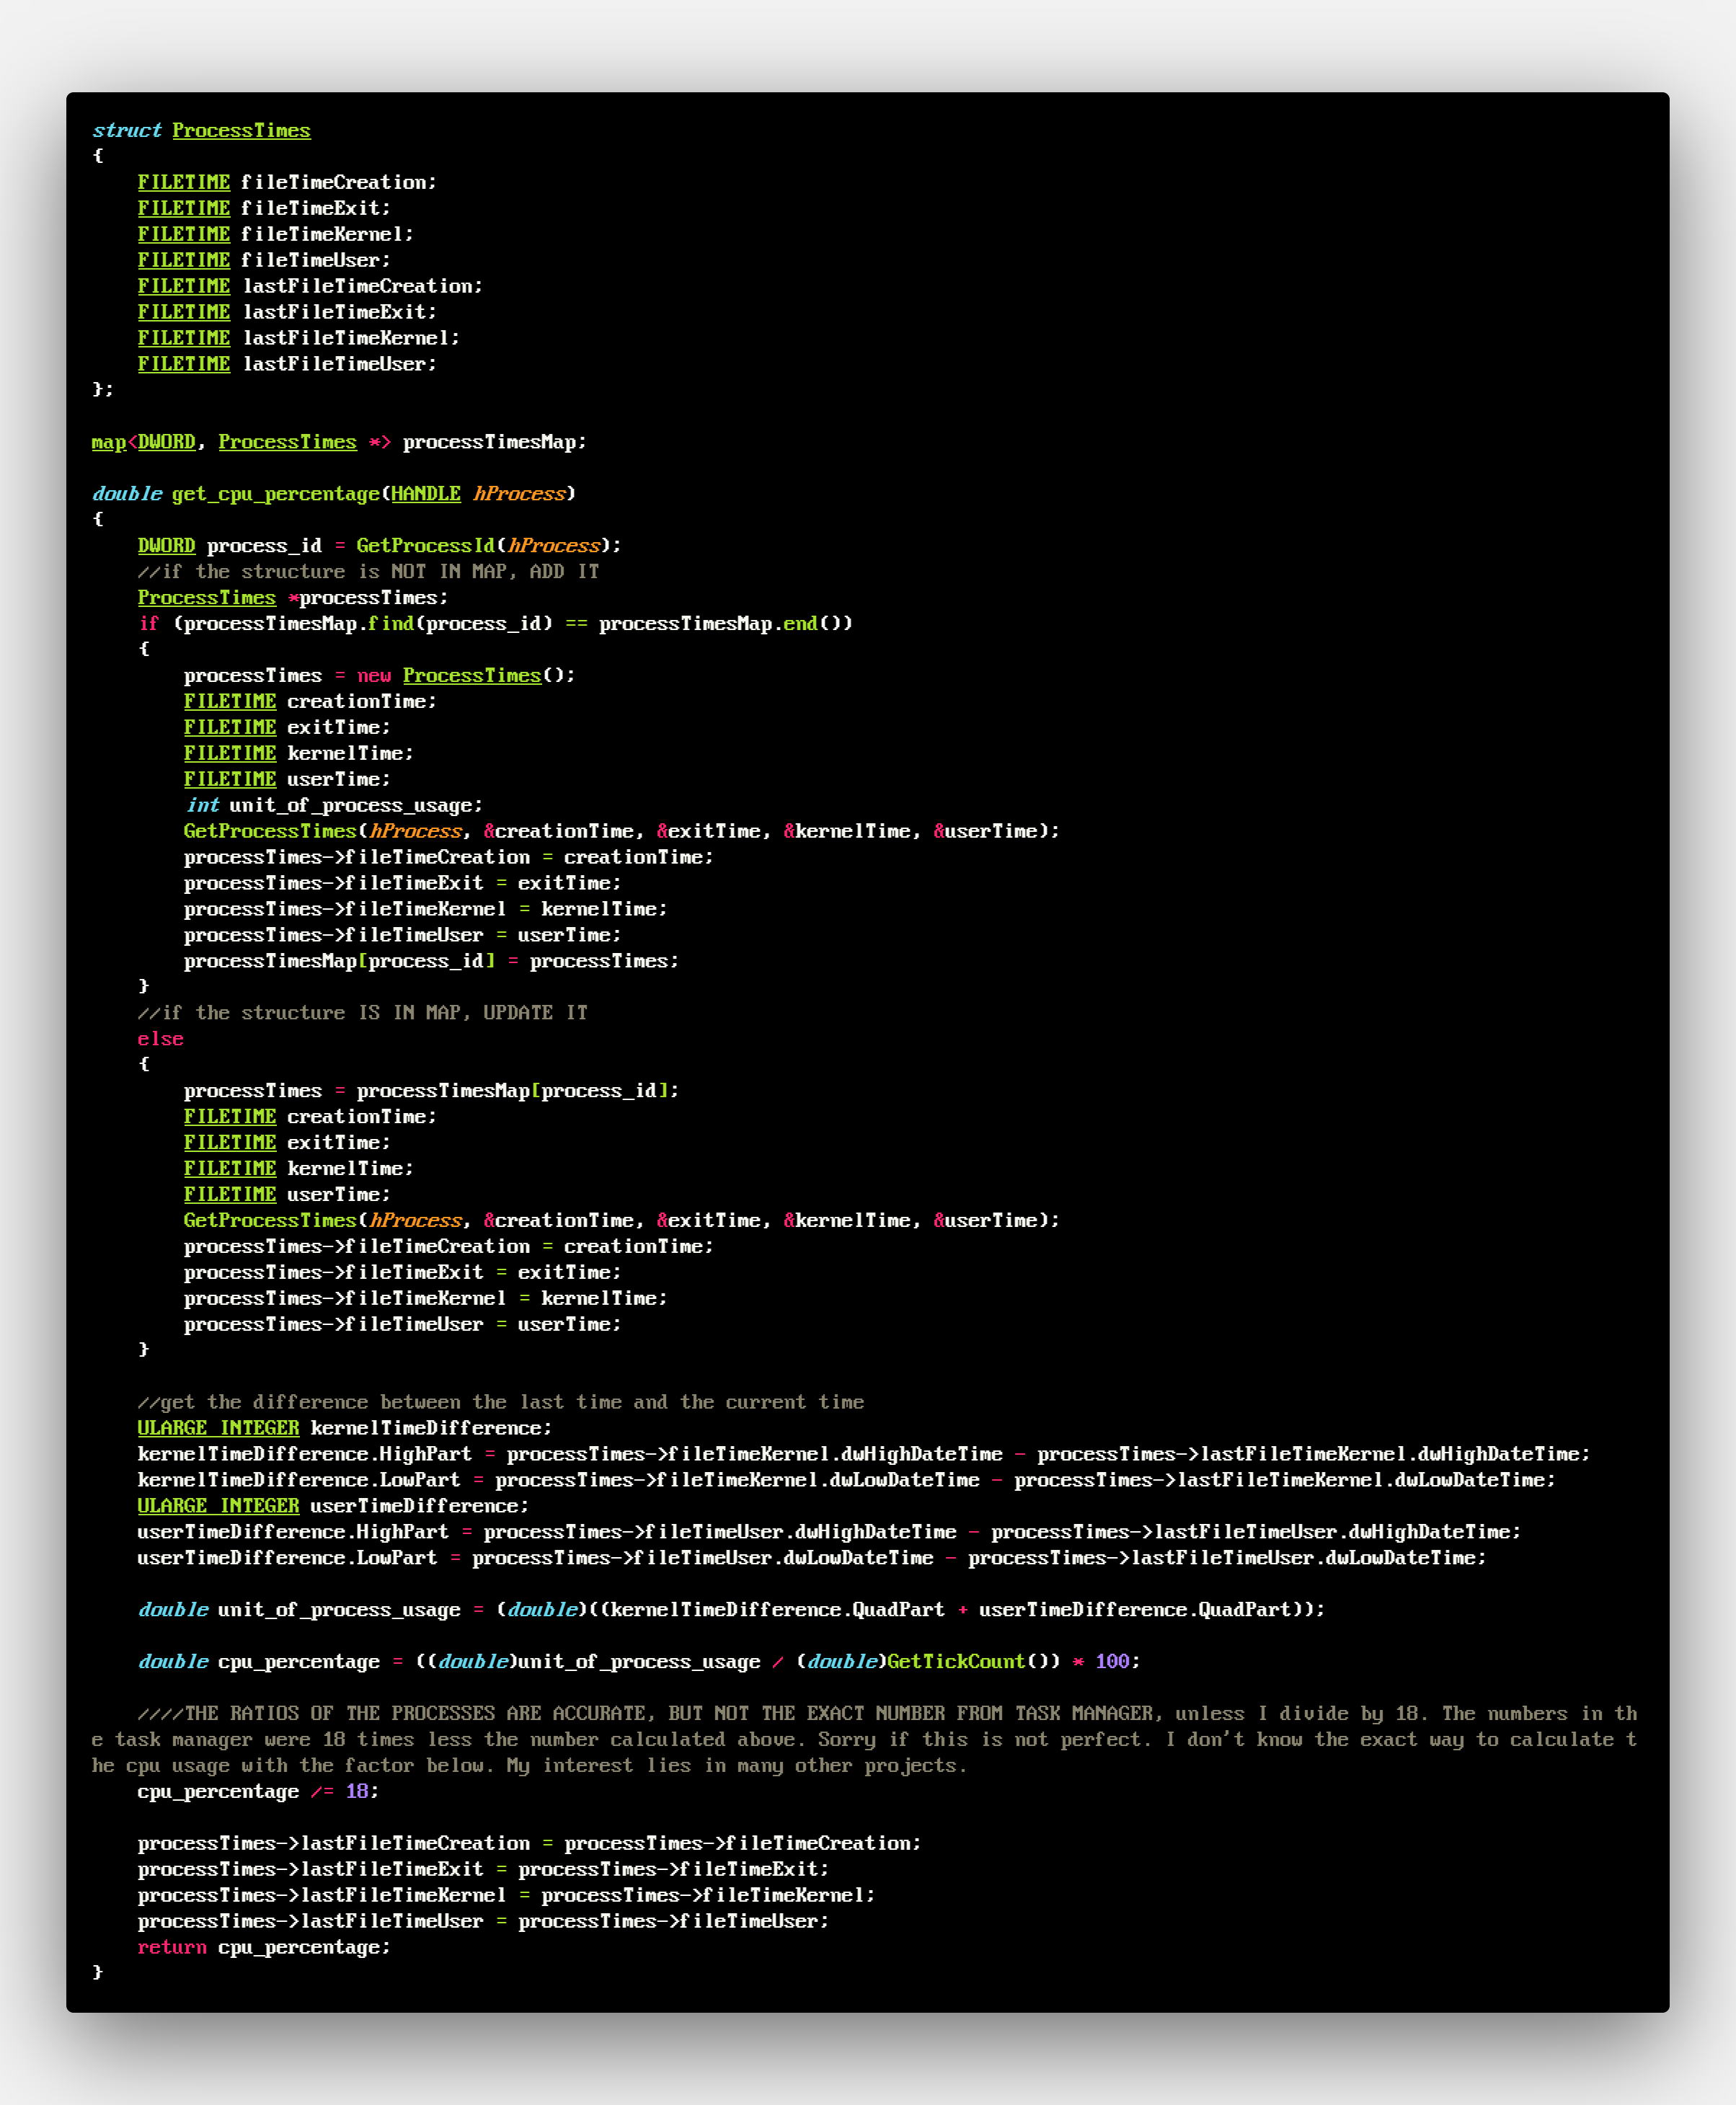 struct ProcessTimes
{
    FILETIME fileTimeCreation;
    FILETIME fileTimeExit;
    FILETIME fileTimeKernel;
    FILETIME fileTimeUser;
    FILETIME lastFileTimeCreation;
    FILETIME lastFileTimeExit;
    FILETIME lastFileTimeKernel;
    FILETIME lastFileTimeUser;
};

map<DWORD, ProcessTimes *> processTimesMap;

double get_cpu_percentage(HANDLE hProcess)
{
    DWORD process_id = GetProcessId(hProcess);
    //if the structure is NOT IN MAP, ADD IT
    ProcessTimes *processTimes;
    if (processTimesMap.find(process_id) == processTimesMap.end())
    {
        processTimes = new ProcessTimes();
        FILETIME creationTime;
        FILETIME exitTime;
        FILETIME kernelTime;
        FILETIME userTime;
        int unit_of_process_usage;
        GetProcessTimes(hProcess, &creationTime, &exitTime, &kernelTime, &userTime);
        processTimes->fileTimeCreation = creationTime;
        processTimes->fileTimeExit = exitTime;
        processTimes->fileTimeKernel = kernelTime;
        processTimes->fileTimeUser = userTime;
        processTimesMap[process_id] = processTimes;
    }
    //if the structure IS IN MAP, UPDATE IT
    else
    {
        processTimes = processTimesMap[process_id];
        FILETIME creationTime;
        FILETIME exitTime;
        FILETIME kernelTime;
        FILETIME userTime;
        GetProcessTimes(hProcess, &creationTime, &exitTime, &kernelTime, &userTime);
        processTimes->fileTimeCreation = creationTime;
        processTimes->fileTimeExit = exitTime;
        processTimes->fileTimeKernel = kernelTime;
        processTimes->fileTimeUser = userTime;
    }

    //get the difference between the last time and the current time
    ULARGE_INTEGER kernelTimeDifference;
    kernelTimeDifference.HighPart = processTimes->fileTimeKernel.dwHighDateTime - processTimes->lastFileTimeKernel.dwHighDateTime;
    kernelTimeDifference.LowPart = processTimes->fileTimeKernel.dwLowDateTime - processTimes->lastFileTimeKernel.dwLowDateTime;
    ULARGE_INTEGER userTimeDifference;
    userTimeDifference.HighPart = processTimes->fileTimeUser.dwHighDateTime - processTimes->lastFileTimeUser.dwHighDateTime;
    userTimeDifference.LowPart = processTimes->fileTimeUser.dwLowDateTime - processTimes->lastFileTimeUser.dwLowDateTime;

    double unit_of_process_usage = (double)((kernelTimeDifference.QuadPart + userTimeDifference.QuadPart));

    double cpu_percentage = ((double)unit_of_process_usage / (double)GetTickCount()) * 100;

    ////THE RATIOS OF THE PROCESSES ARE ACCURATE, BUT NOT THE EXACT NUMBER FROM TASK MANAGER, unless I divide by 18. The numbers in th
e task manager were 18 times less the number calculated above. Sorry if this is not perfect. I don't know the exact way to calculate t
he cpu usage with the factor below. My interest lies in many other projects.
    cpu_percentage /= 18;

    processTimes->lastFileTimeCreation = processTimes->fileTimeCreation;
    processTimes->lastFileTimeExit = processTimes->fileTimeExit;
    processTimes->lastFileTimeKernel = processTimes->fileTimeKernel;
    processTimes->lastFileTimeUser = processTimes->fileTimeUser;
    return cpu_percentage;
}